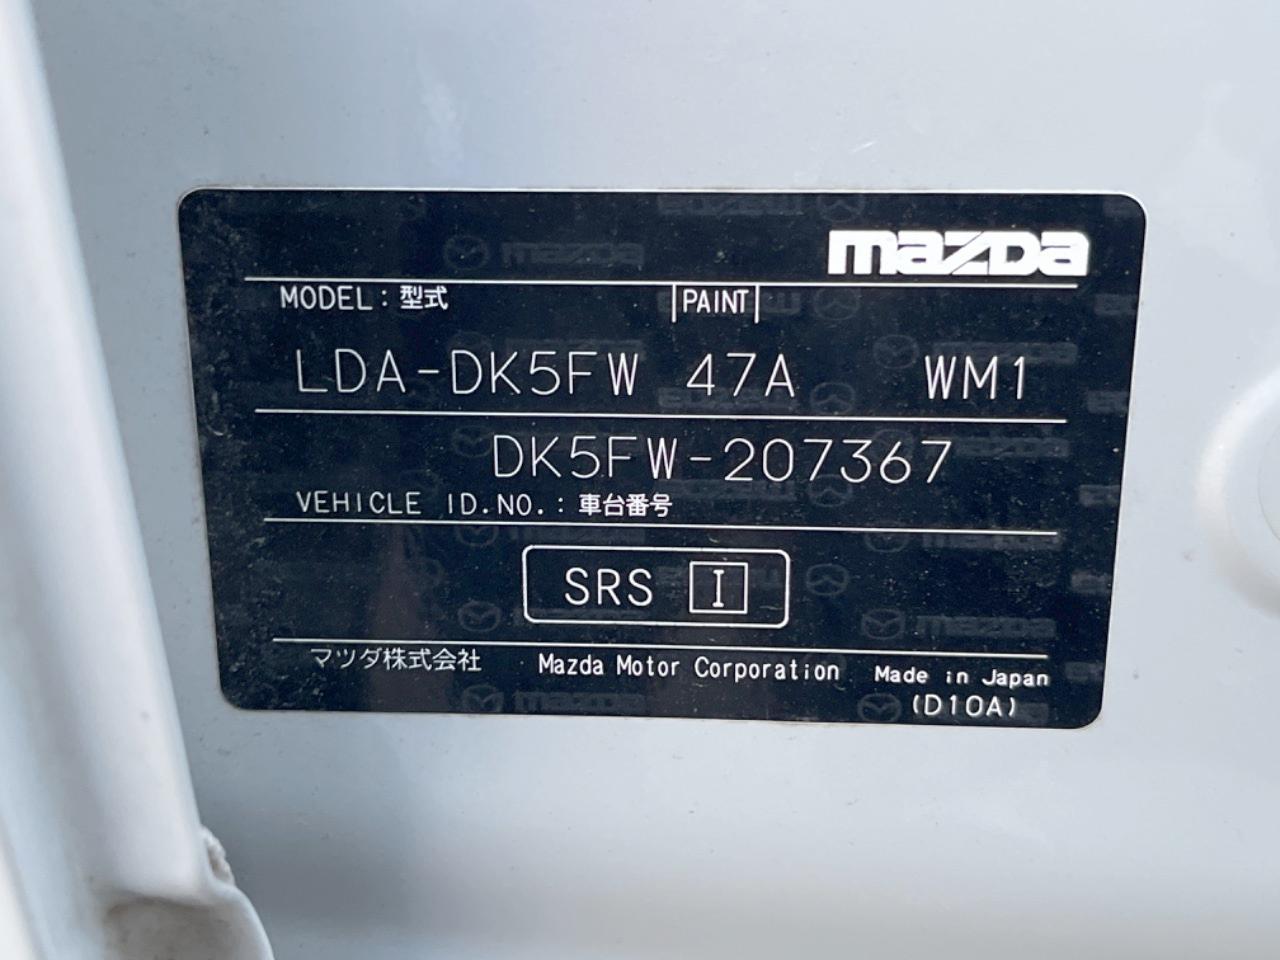 mazda
MODEL：型式 PAINT
LDA-DK5FW 47A WM1
DK5FW-207367
VEHICLE ID.NO.：車台番号
SRS I
マツダ株式会社 Mazda Motor Corporation Made in Japan
(D10A)